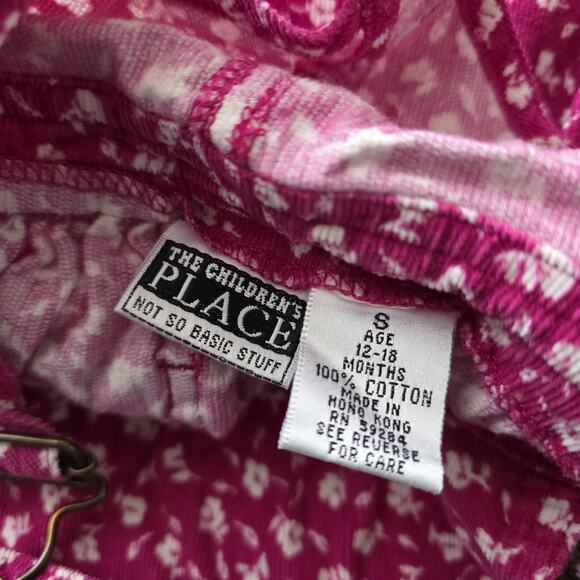 THE CHILDREN'S
PLACE
NOT SO BASIC STUFF
S
AGE
12-18
MONTHS
100% COTTON
MADE IN
HONG KONG
RN 59284
SEE REVERSE
FOR CARE